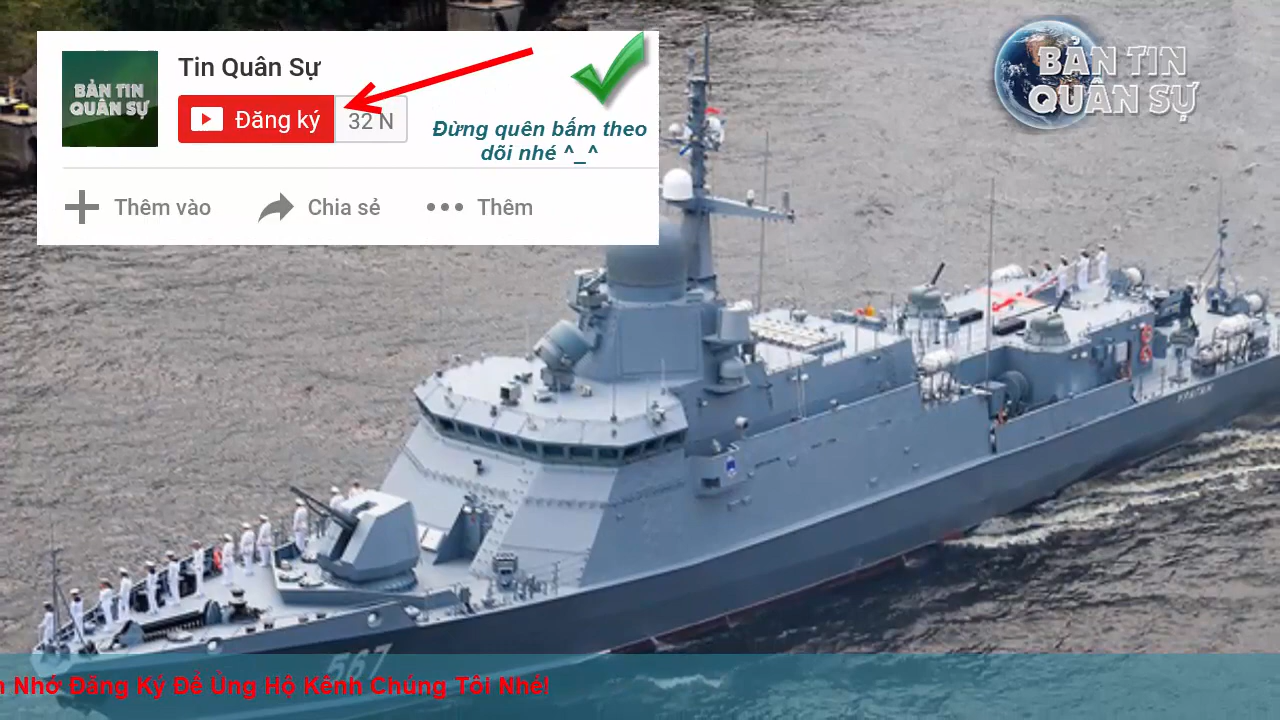 BẢN TIN
QUÂN SỰ
Tin Quân Sự
Đăng ký
32 N
Đừng quên bấm theo
dõi nhé ^_^
Thêm vào
Chia sẻ
Thêm
BẢN TIN
QUÂN SỰ
567
Nhớ Đăng Ký Để Ủng Hộ Kênh Chúng Tôi Nhé!